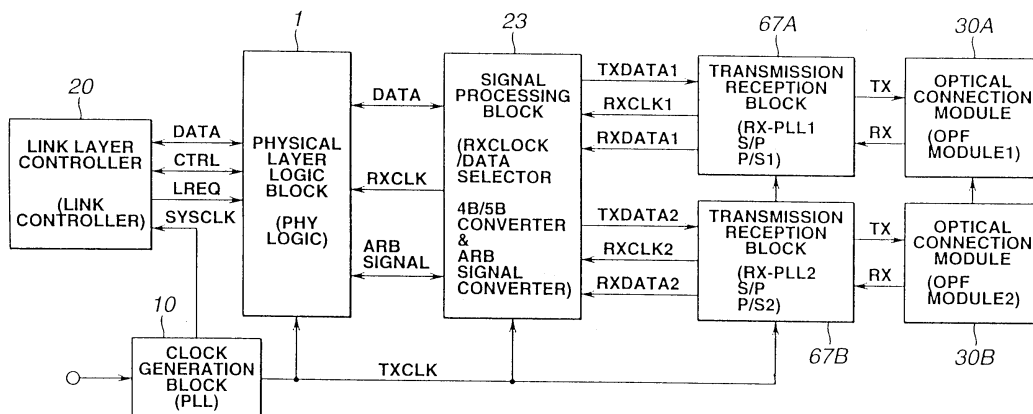 20
LINK LAYER
CONTROLLER
(LINK
CONTROLLER)
DATA
CTRL
LREQ
SYSCLK
10
CLOCK
GENERATION
BLOCK
(PLL)
TXCLK
1
PHYSICAL
LAYER
LOGIC
BLOCK
(PHY
LOGIC)
DATA
RXCLK
ARB
SIGNAL
23
SIGNAL
PROCESSING
BLOCK
(RXCLOCK
/DATA
SELECTOR
4B/5B
CONVERTER
&
ARB
SIGNAL
CONVERTER)
TXDATA1
RXCLK1
RXDATA1
TXDATA2
RXCLK2
RXDATA2
67A
TRANSMISSION
RECEPTION
BLOCK
(RX-PLL1
S/P
P/S1)
TX
RX
30A
OPTICAL
CONNECTION
MODULE
(OPF
MODULE1)
TRANSMISSION
RECEPTION
BLOCK
(RX-PLL2
S/P
P/S2)
67B
TX
RX
OPTICAL
CONNECTION
MODULE
(OPF
MODULE2)
30B